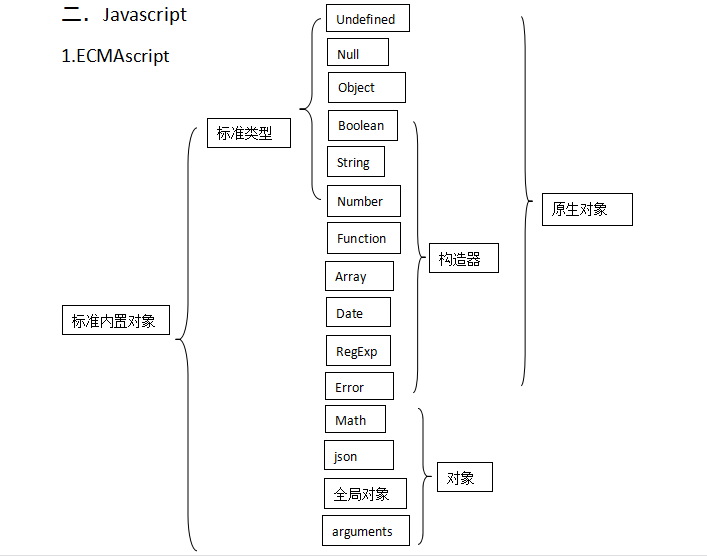 二．Javascript
1.ECMAscript
Undefined
Null
Object
Boolean
标准类型
String
Number
原生对象
Function
构造器
Array
Date
标准内置对象
RegExp
Error
Math
json
对象
全局对象
arguments